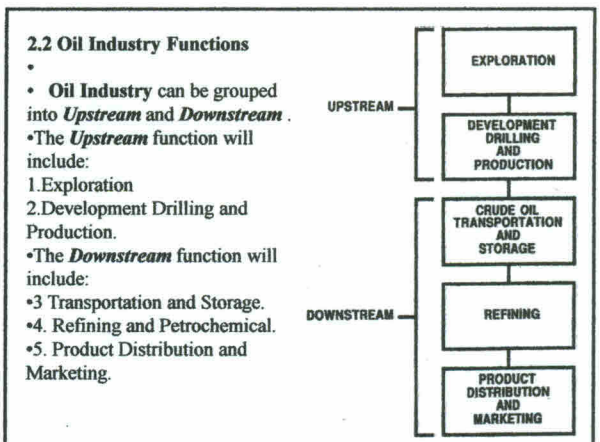 2.2 Oil Industry Functions
•
• Oil Industry can be grouped
into Upstream and Downstream .
•The Upstream function will
include:
1.Exploration
2.Development Drilling and
Production.
•The Downstream function will
include:
•3 Transportation and Storage.
•4. Refining and Petrochemical.
•5. Product Distribution and
Marketing.
UPSTREAM
EXPLORATION
DEVELOPMENT
DRILLING
AND
PRODUCTION
DOWNSTREAM
CRUDE OIL
TRANSPORTATION
AND
STORAGE
REFINING
PRODUCT
DISTRIBUTION
AND
MARKETING